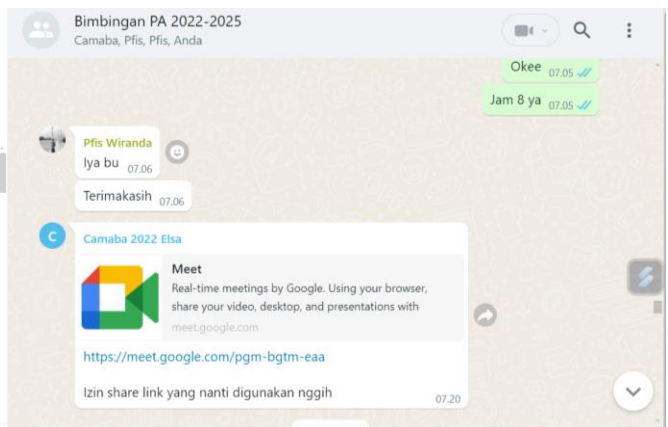 Bimbingan PA 2022-2025
Camaba, Pfis, Pfis, Anda
Okee 07.05
Jam 8 ya 07.05
Pfis Wiranda
Iya bu 07.06
Terimakasih 07.06
C
Camaba 2022 Elsa
Meet
Real-time meetings by Google. Using your browser,
share your video, desktop, and presentations with
meet.google.com
https://meet.google.com/pgm-bgtm-eaa
Izin share link yang nanti digunakan nggih
07.20